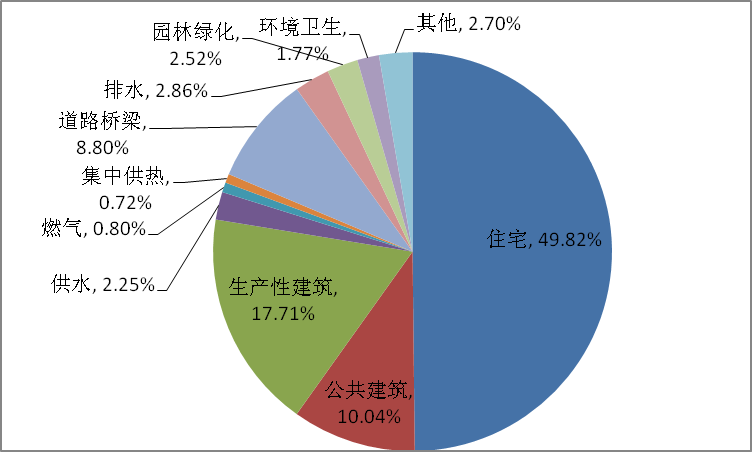 园林绿化,
2.52%
环境卫生,
1.77%
其他, 2.70%
排水, 2.86%
道路桥梁,
8.80%
集中供热,
0.72%
燃气, 0.80%
供水, 2.25%
生产性建筑,
17.71%
公共建筑,
10.04%
住宅, 49.82%